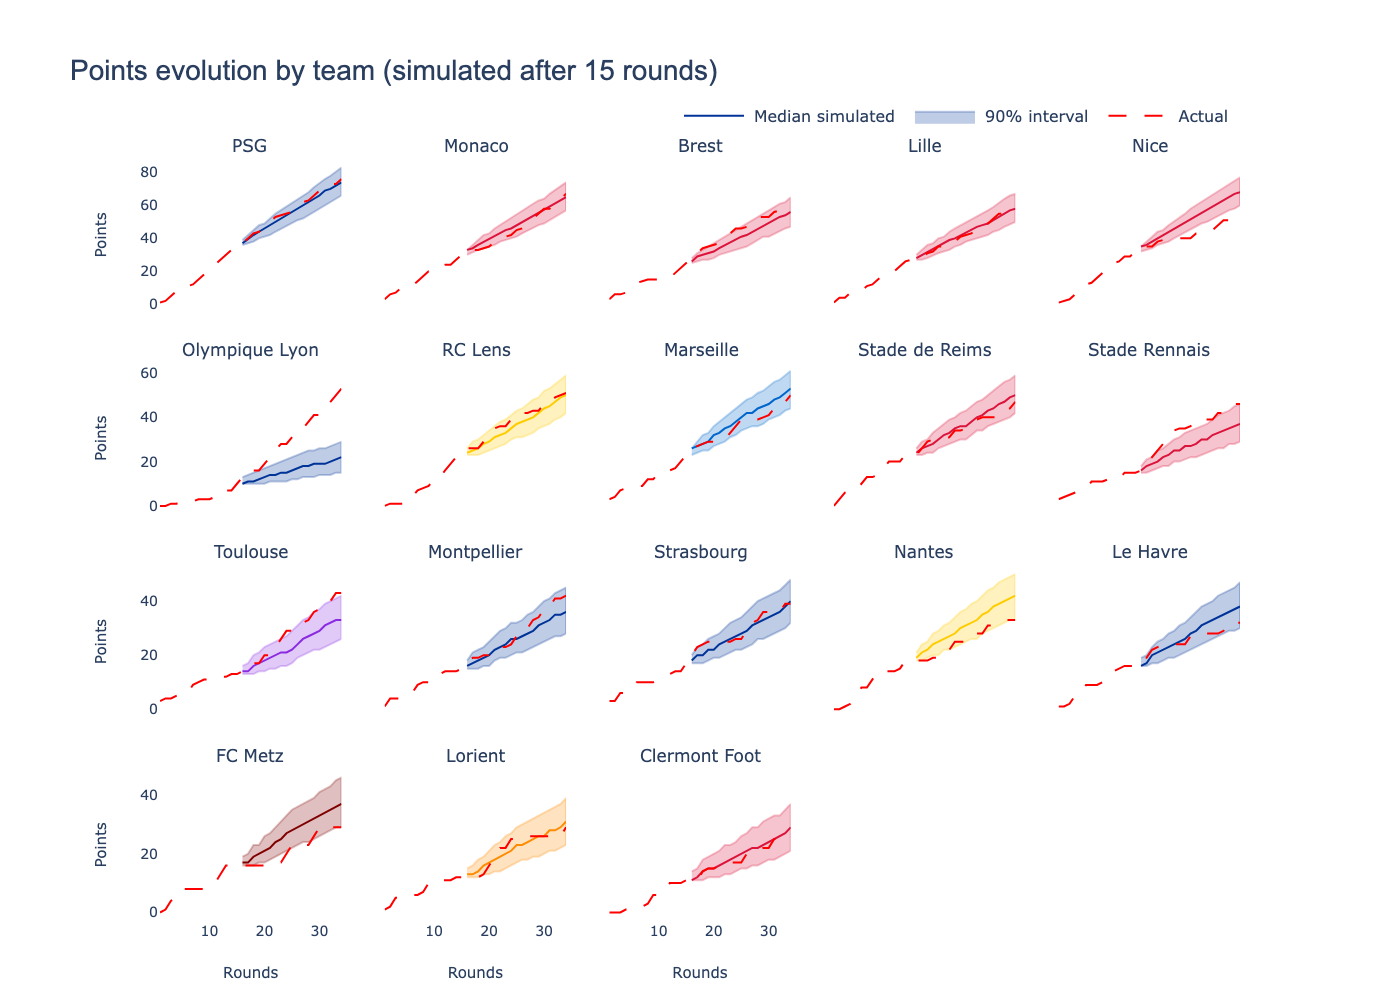 Points evolution by team (simulated after 15 rounds)
Median simulated 90% interval Actual
PSG Monaco Brest Lille Nice
80
60
40
20
0
Points
Olympique Lyon RC Lens Marseille Stade de Reims Stade Rennais
60
40
20
0
Points
Toulouse Montpellier Strasbourg Nantes Le Havre
40
20
0
Points
FC Metz Lorient Clermont Foot
40
20
0
Points
10 20 30 10 20 30 10 20 30
Rounds Rounds Rounds